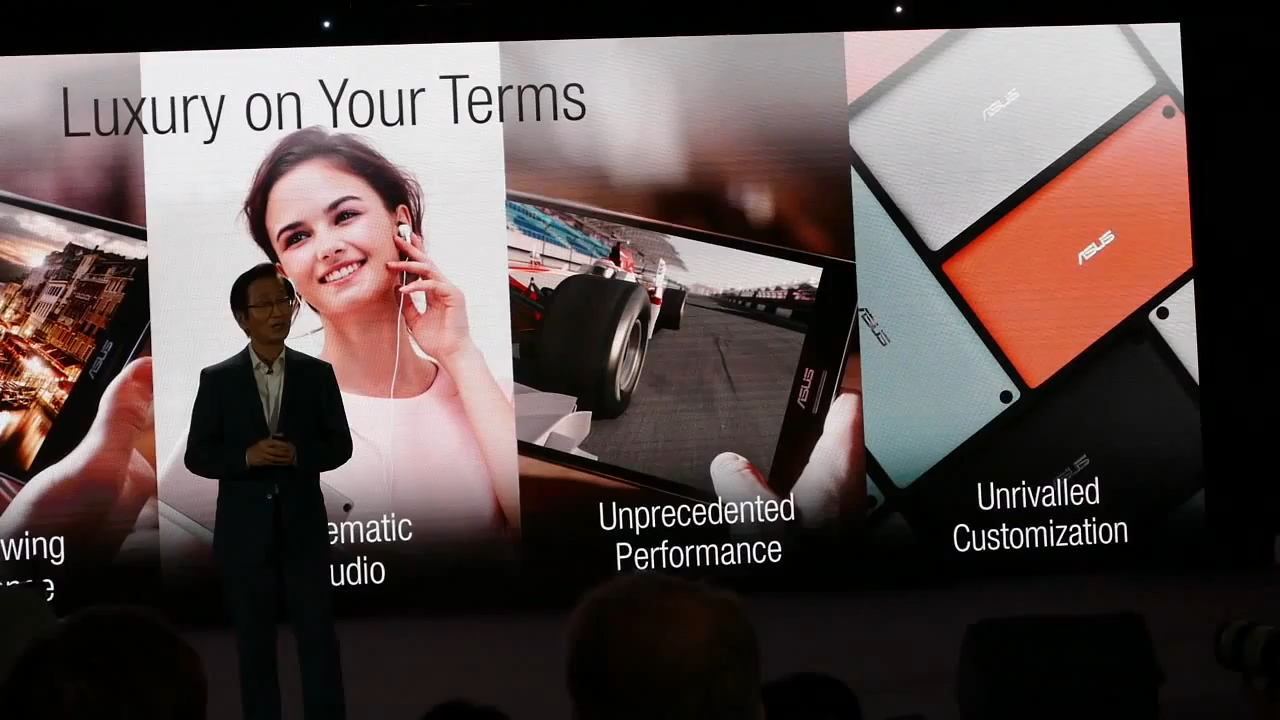 Luxury on Your Terms
ASUS
ASUS
ASUS
ASUS
ASUS
wing
ematic
udio
Unprecedented
Performance
Unrivalled
Customization